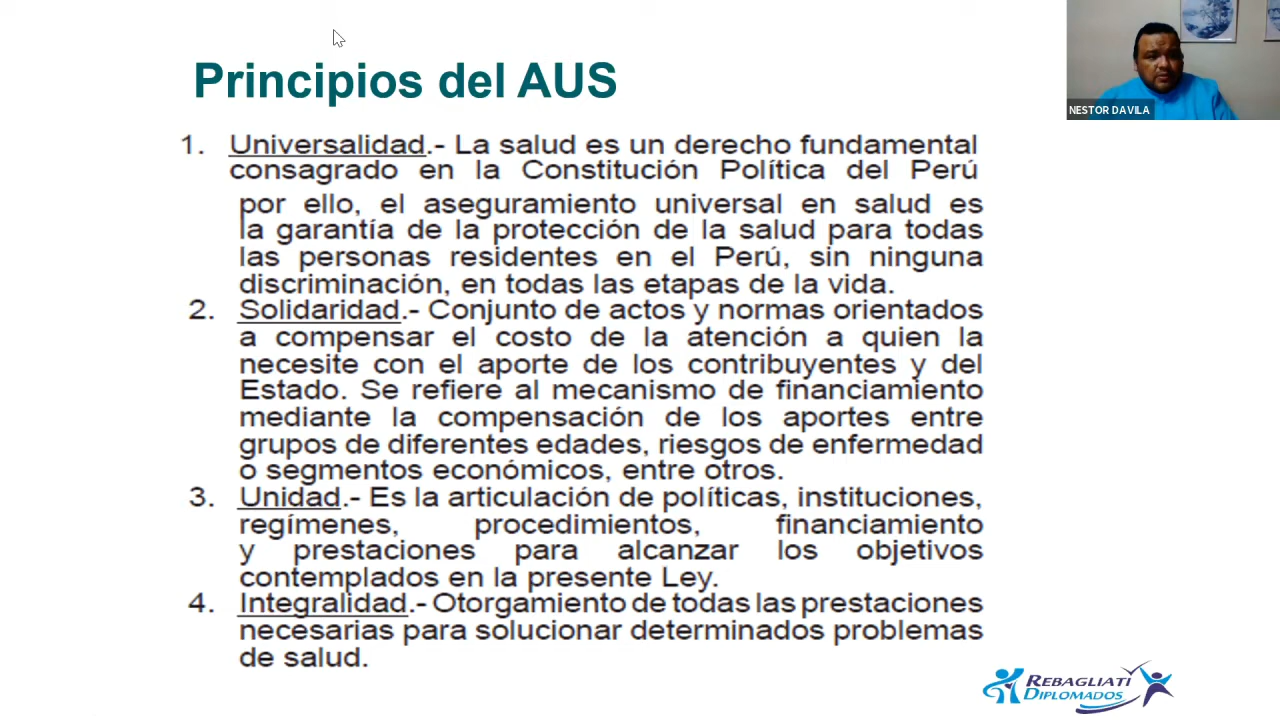 Principios del AUS
NESTOR DAVILA
1. Universalidad.- La salud es un derecho fundamental
consagrado en la Constitución Política del Perú
por ello, el aseguramiento universal en salud es
la garantía de la protección de la salud para todas
las personas residentes en el Perú, sin ninguna
discriminación, en todas las etapas de la vida.
2. Solidaridad.- Conjunto de actos y normas orientados
a compensar el costo de la atención a quien la
necesite con el aporte de los contribuyentes y del
Estado. Se refiere al mecanismo de financiamiento
mediante la compensación de los aportes entre
grupos de diferentes edades, riesgos de enfermedad
o segmentos económicos, entre otros.
3. Unidad.- Es la articulación de políticas, instituciones,
regímenes, procedimientos, financiamiento
y prestaciones para alcanzar los objetivos
contemplados en la presente Ley.
4. Integralidad.- Otorgamiento de todas las prestaciones
necesarias para solucionar determinados problemas
de salud.
REBAGLIATI
DIPLOMADOS